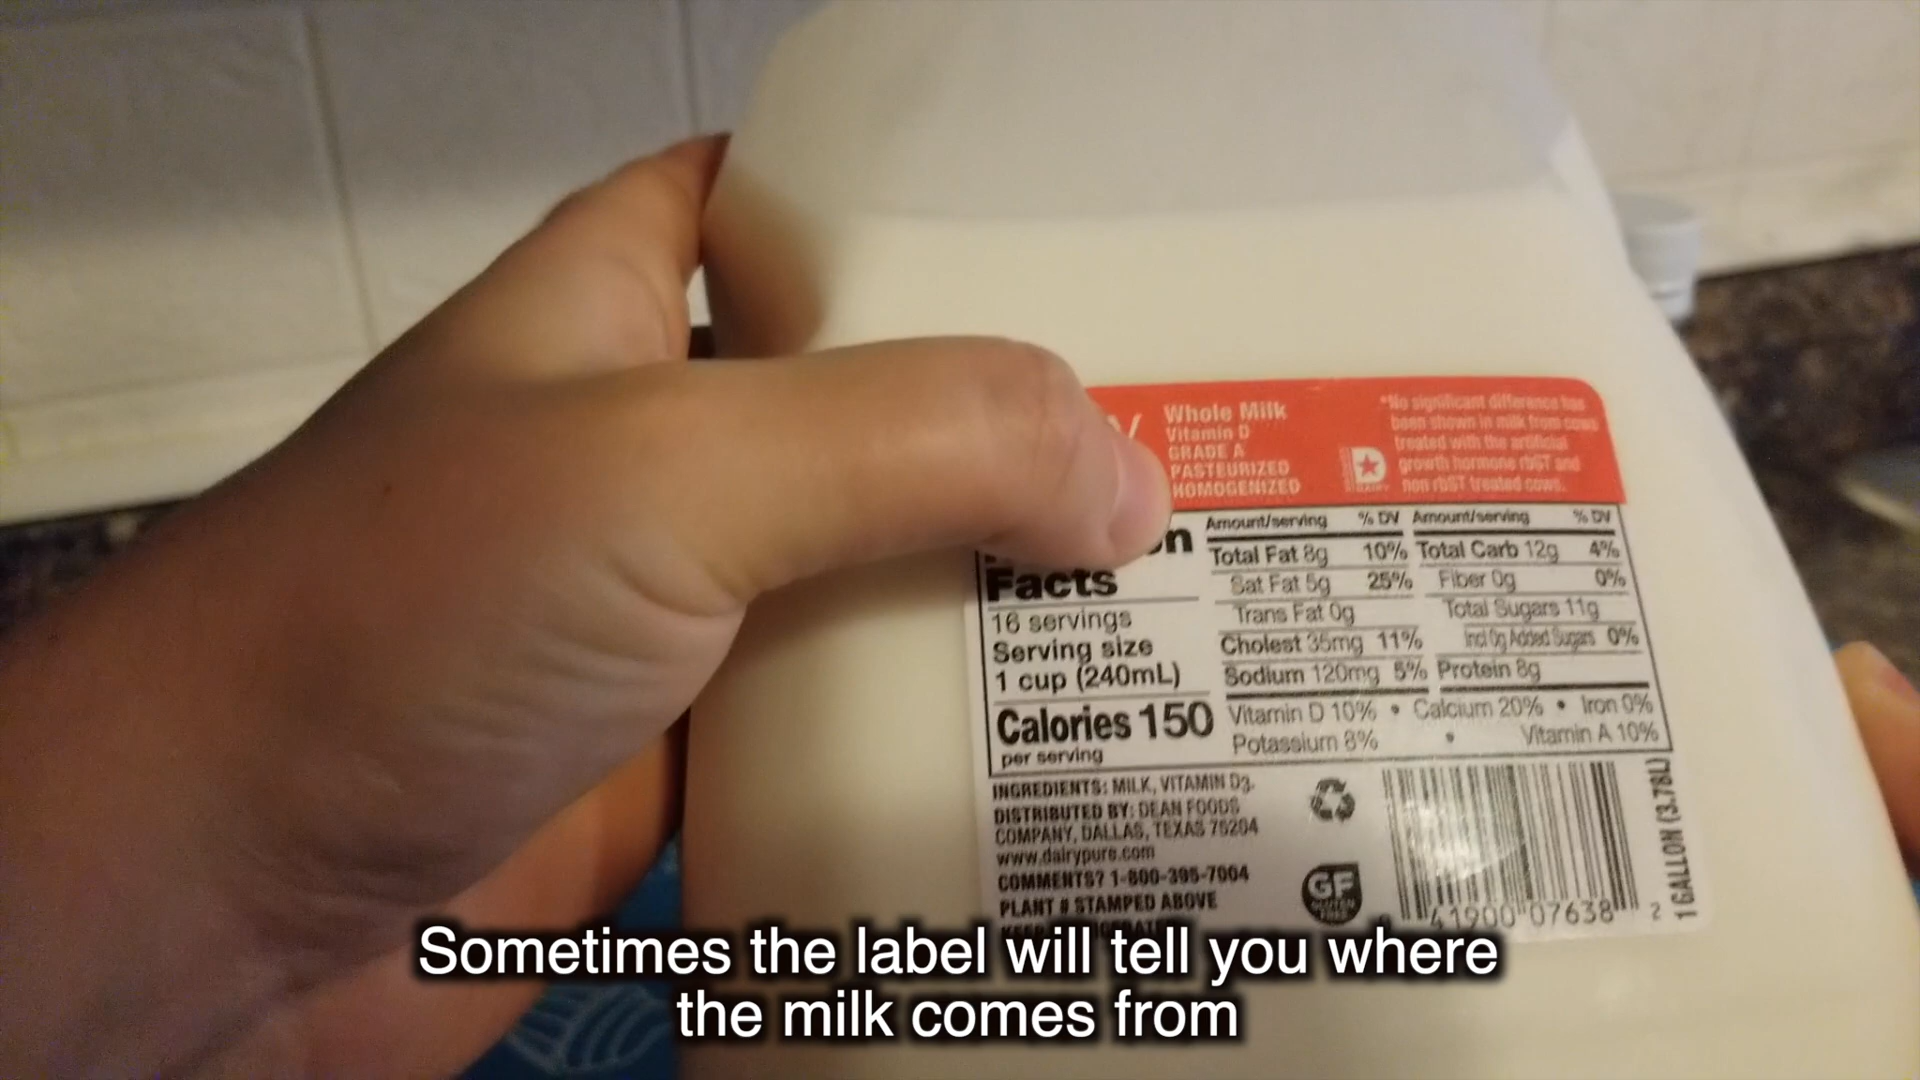 Whole Milk
Vitamin D
GRADE A
PASTEURIZED
HOMOGENIZED
*No significant difference has
been shown in milk from cows
treated with the artificial
growth hormone rbST and
non rbST treated cows.
Facts
16 servings
Serving size
1 cup (240mL)
Calories 150
per serving
Amount/serving % DV
Total Fat 8g 10%
Sat Fat 5g 25%
Trans Fat 0g
Cholest 35mg 11%
Sodium 120mg 5%
Amount/serving % DV
Total Carb 12g 4%
Fiber 0g 0%
Total Sugars 11g
Incl 0g Added Sugars 0%
Protein 8g
Vitamin D 10% • Calcium 20% • Iron 0%
Potassium 8% • Vitamin A 10%
INGREDIENTS: MILK, VITAMIN D3.
DISTRIBUTED BY: DEAN FOODS
COMPANY, DALLAS, TEXAS 75204
www.dairypure.com
COMMENTS? 1-800-395-7004
PLANT # STAMPED ABOVE
GF
GLUTEN
FREE
41900 07638 2
1 GALLON (3.78L)
Sometimes the label will tell you where
the milk comes from